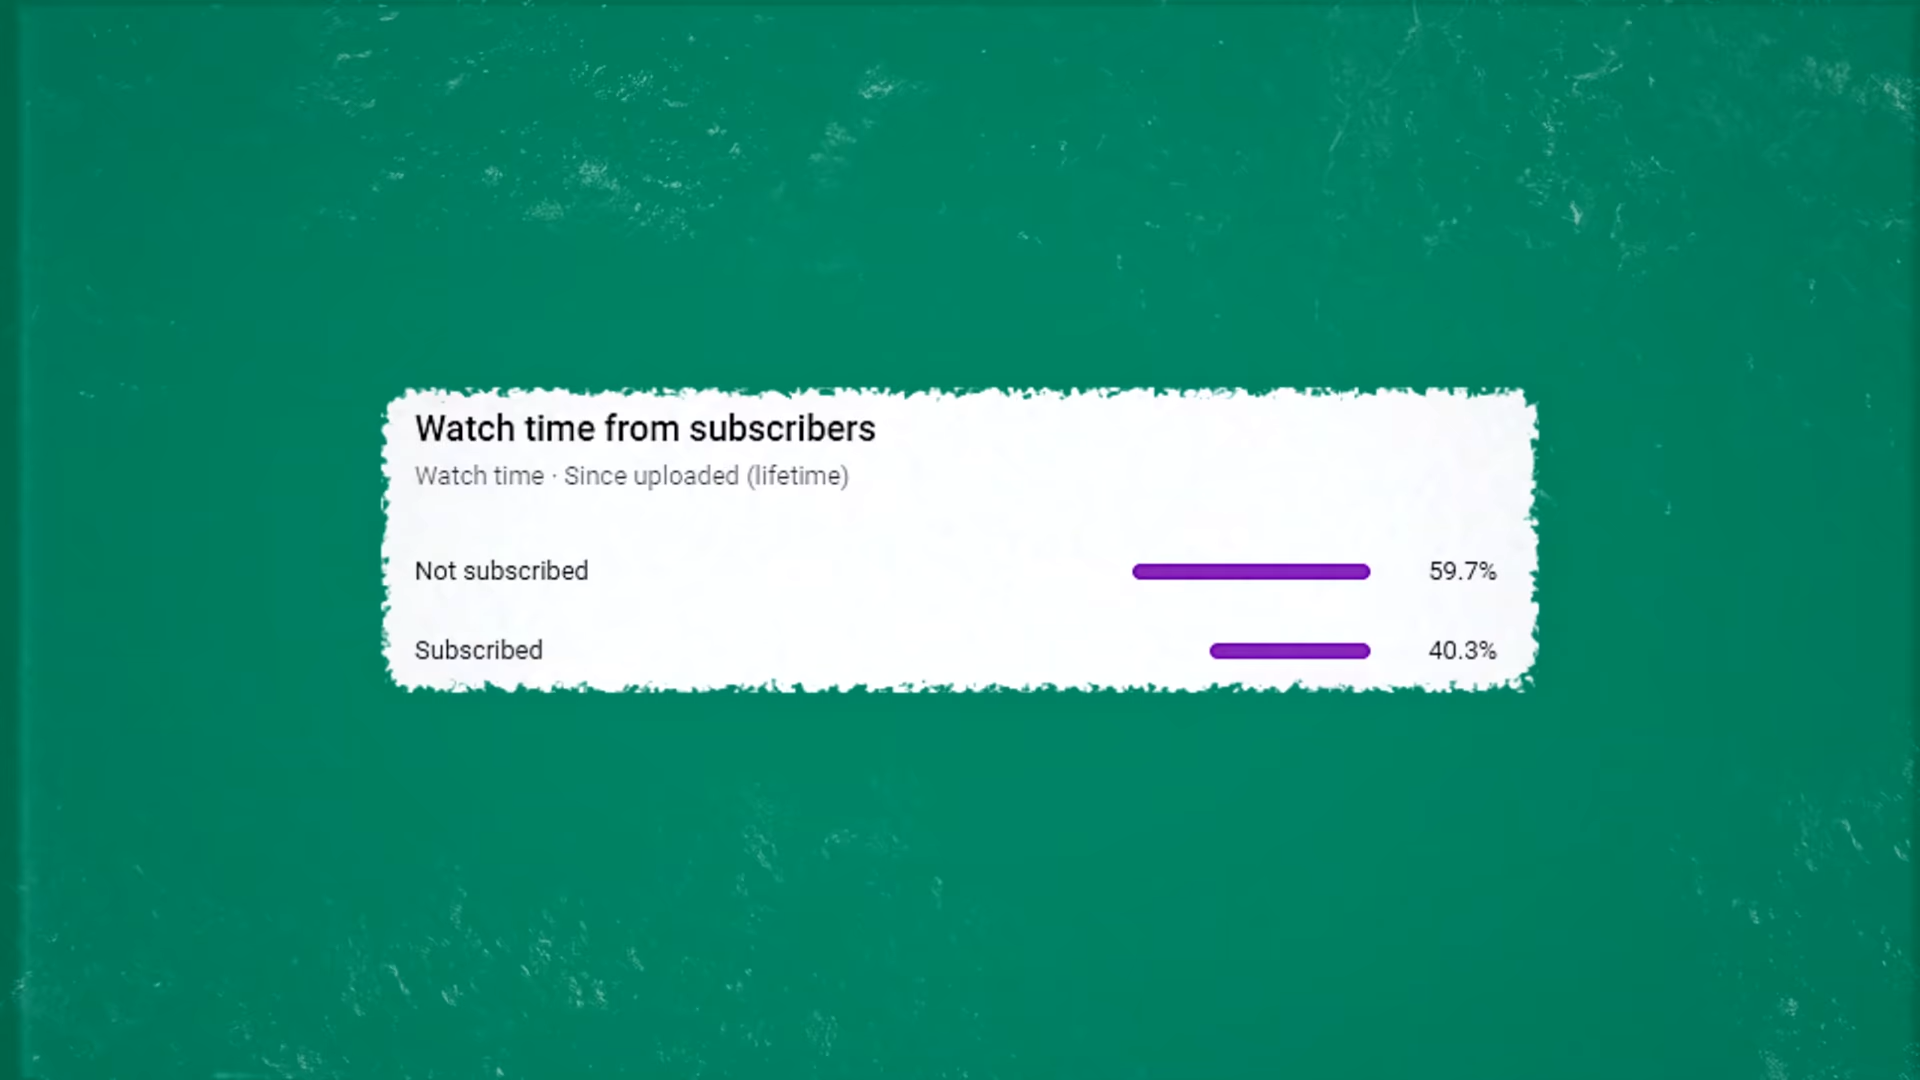 Watch time from subscribers
Watch time · Since uploaded (lifetime)
Not subscribed 59.7%
Subscribed 40.3%